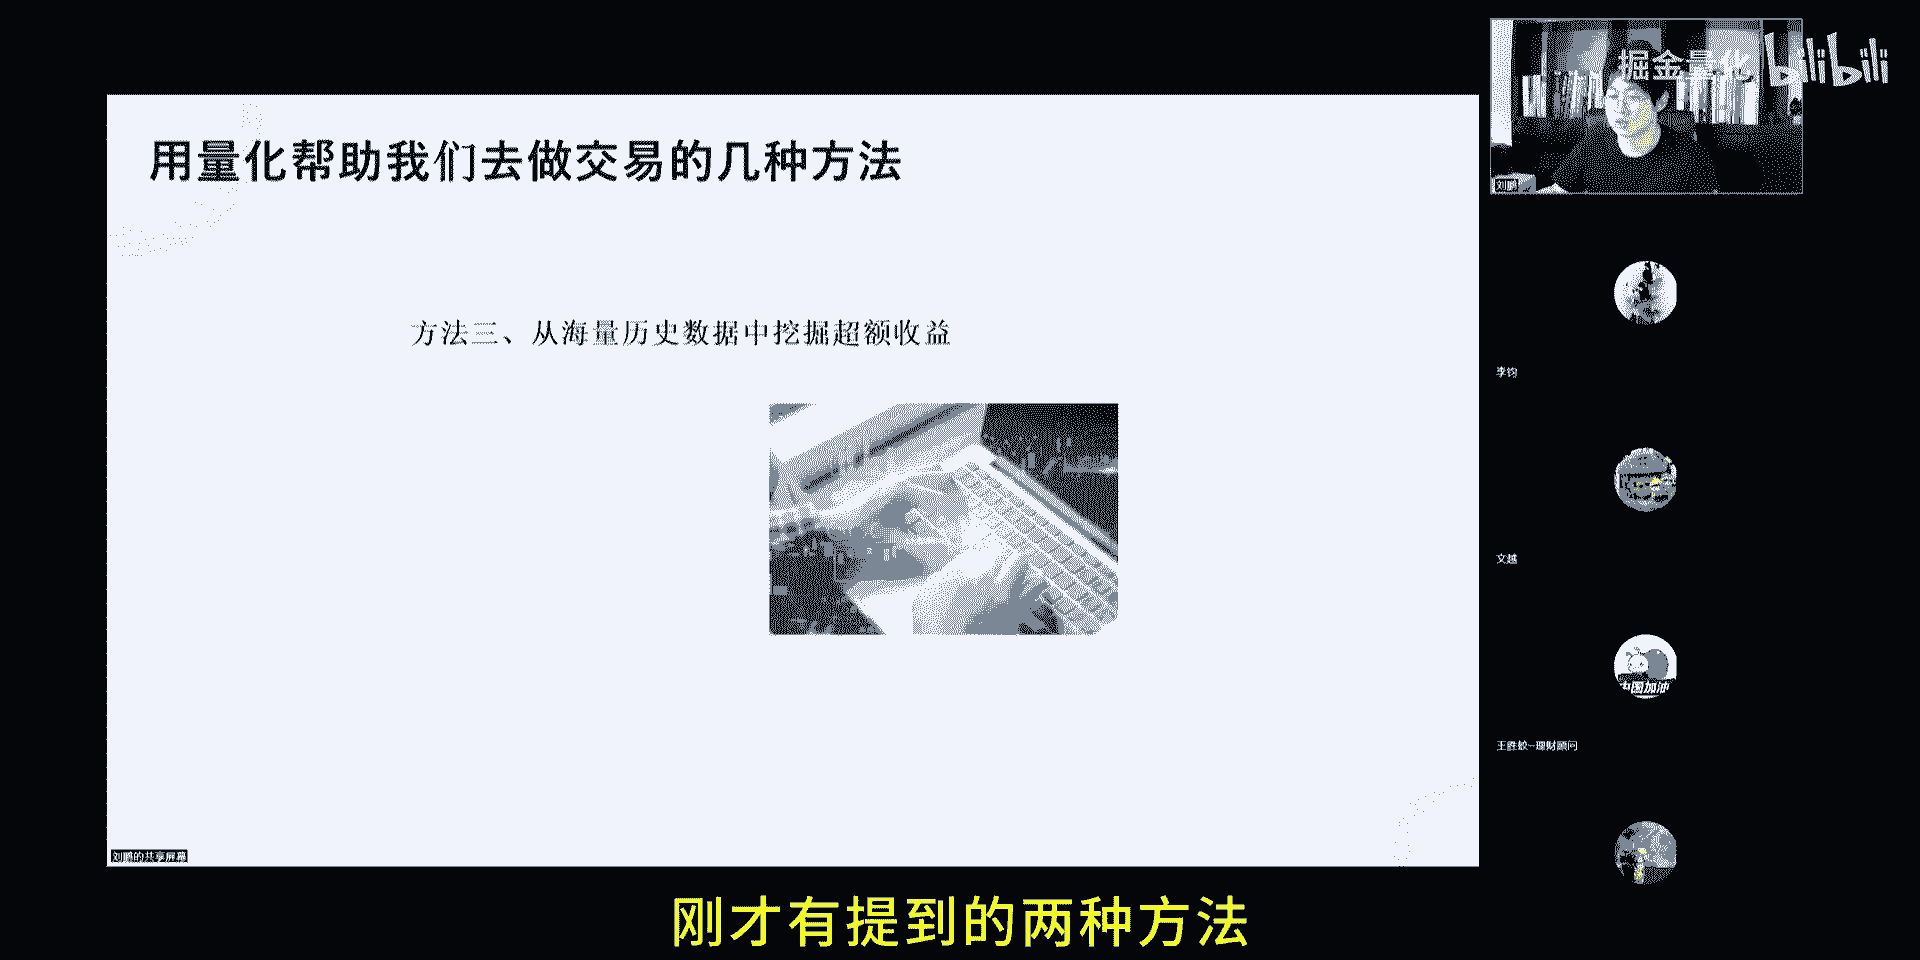 掘金量化 bilibili
用量化帮助我们去做交易的几种方法
刘鹏
方法三、从海量历史数据中挖掘超额收益
李钧
文越
中国加油
理财顾问
刘鹏的共享屏幕
刚才有提到的两种方法